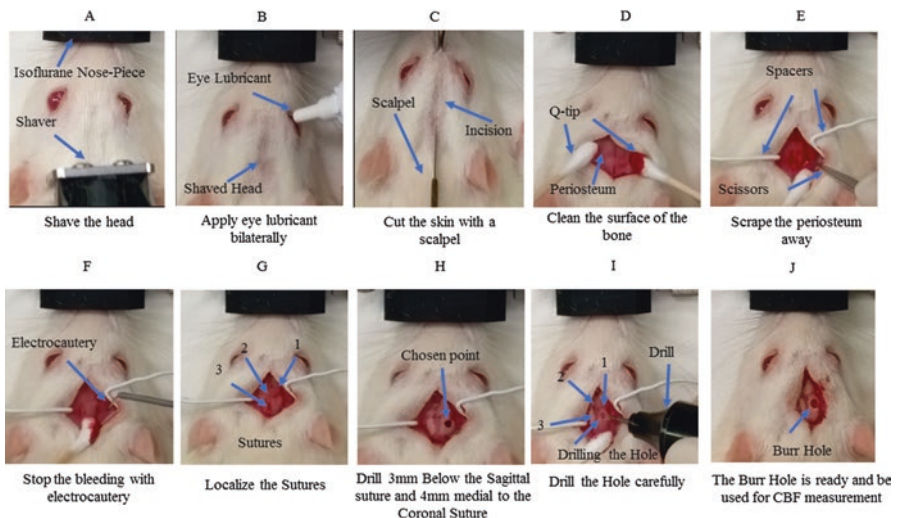 A B C D E
Isoflurane Nose-Piece
Shaver
Eye Lubricant
Shaved Head
Scalpel
Incision
Q-tip
Periosteum
Spacers
Scissors
Shave the head
Apply eye lubricant
bilaterally
Cut the skin with a
scalpel
Clean the surface of the
bone
Scrape the periosteum
away
F G H I J
Electrocautery
2 1
3
Sutures
Chosen point
1
2
3
Drill
Drilling the Hole
Burr Hole
Stop the bleeding with
electrocautery
Localize the Sutures
Drill 3mm Below the Sagittal
suture and 4mm medial to the
Coronal Suture
Drill the Hole carefully
The Burr Hole is ready and be
used for CBF measurement